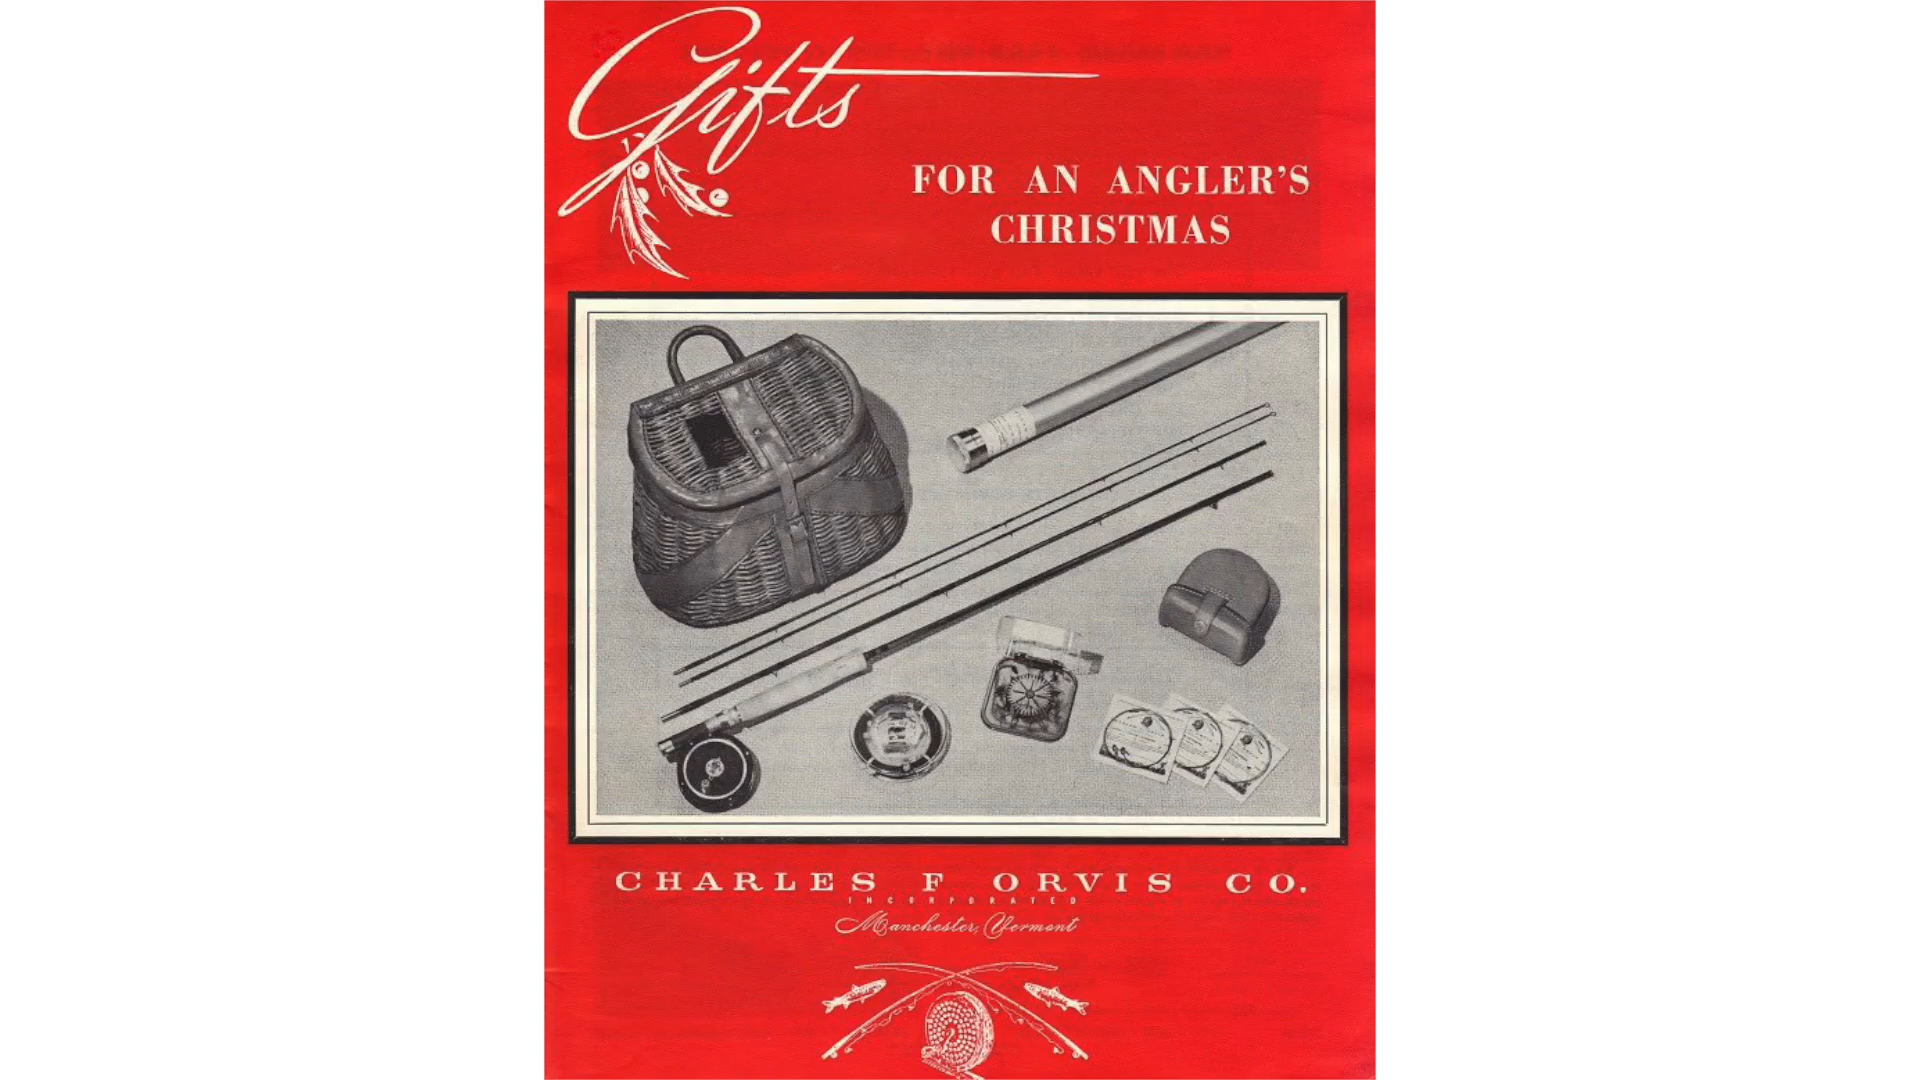 Gifts
FOR AN ANGLER'S
CHRISTMAS
CHARLES F ORVIS CO.
INCORPORATED
Manchester, Vermont